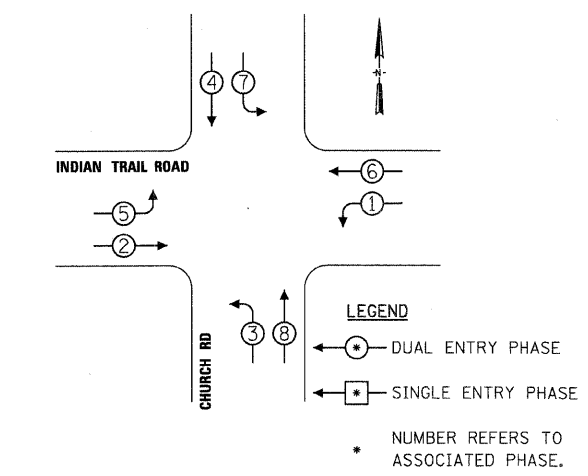 4 7
-N-
INDIAN TRAIL ROAD
6
5
1
2
LEGEND
3 8
CHURCH RD
* DUAL ENTRY PHASE
* SINGLE ENTRY PHASE
* NUMBER REFERS TO
ASSOCIATED PHASE.